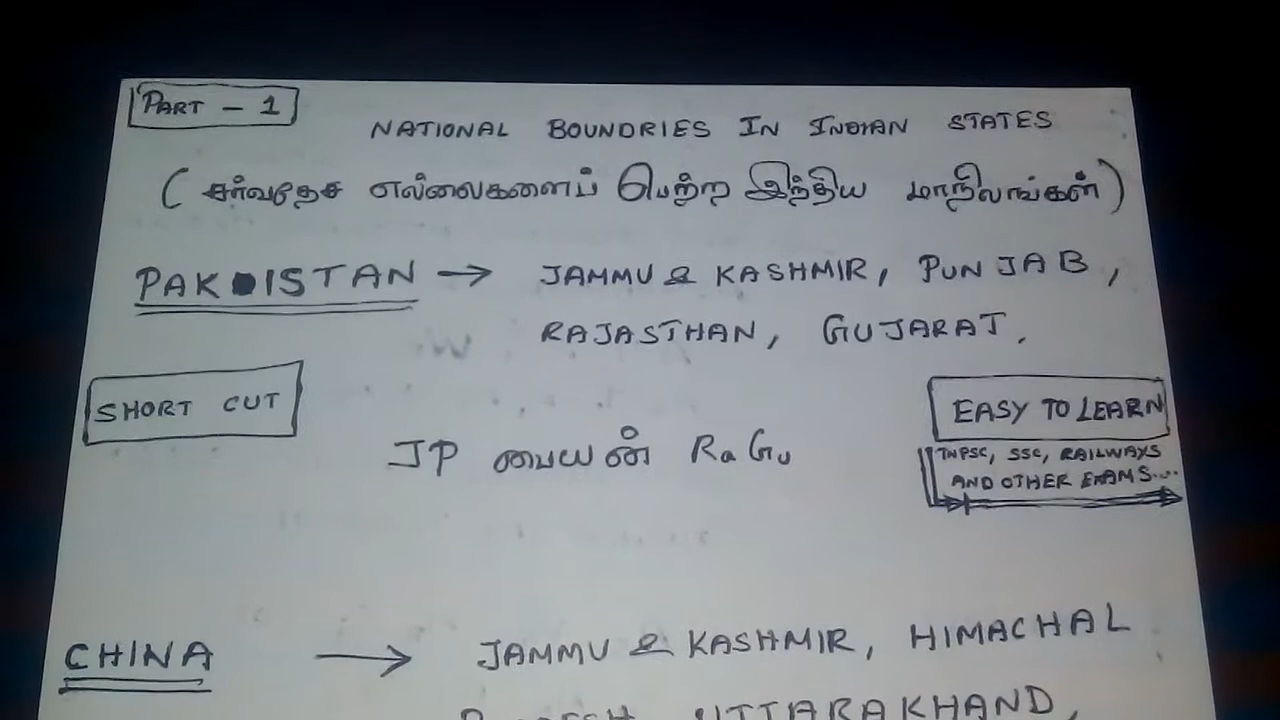 PART - 1
NATIONAL BOUNDRIES IN INDIAN STATES
(சர்வதேச எல்லைகளைப் பெற்ற இந்திய மாநிலங்கள்)
PAKISTAN → JAMMU & KASHMIR, PUNJAB,
RAJASTHAN, GUJARAT.
SHORT CUT
EASY TO LEARN
JP பையன் RaGu
TNPSC, SSC, RAILWAYS
AND OTHER EXAMS....
CHINA → JAMMU & KASHMIR, HIMACHAL
UTTARAKHAND,